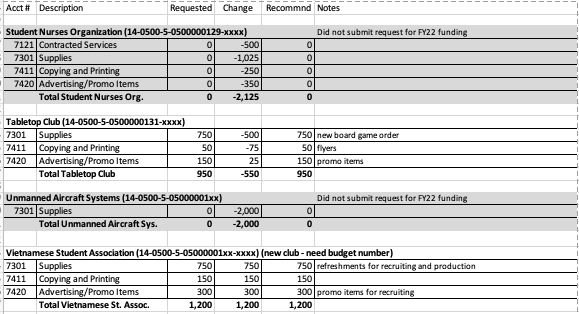 Acct # Description Requested Change Recommnd Notes
Student Nurses Organization (14-0500-5-0500000129-xxxx) Did not submit request for FY22 funding
7121 Contracted Services 0 -500 0
7301 Supplies 0 -1,025 0
7411 Copying and Printing 0 -250 0
7420 Advertising/Promo Items 0 -350 0
Total Student Nurses Org. 0 -2,125 0
Tabletop Club (14-0500-5-0500000131-xxxx)
7301 Supplies 750 -500 750 new board game order
7411 Copying and Printing 50 -75 50 flyers
7420 Advertising/Promo Items 150 25 150 promo items
Total Tabletop Club 950 -550 950
Unmanned Aircraft Systems (14-0500-5-05000001xx) Did not submit request for FY22 funding
7301 Supplies 0 -2,000 0
Total Unmanned Aircraft Sys. 0 -2,000 0
Vietnamese Student Association (14-0500-5-05000001xx-xxxx) (new club - need budget number)
7301 Supplies 750 750 750 refreshments for recruiting and production
7411 Copying and Printing 150 150 150
7420 Advertising/Promo Items 300 300 300 promo items for recruiting
Total Vietnamese St. Assoc. 1,200 1,200 1,200